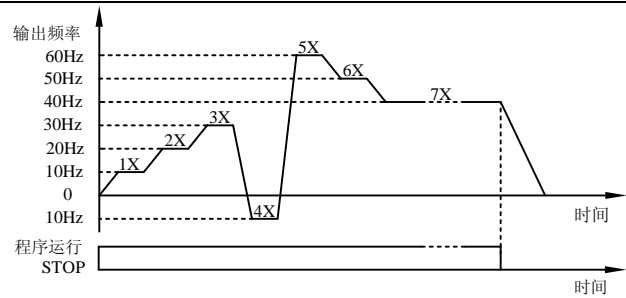 输出频率
60Hz
50Hz
40Hz
30Hz
20Hz
10Hz
0
10Hz
1X
2X
3X
4X
5X
6X
7X
时间
程序运行
STOP
时间